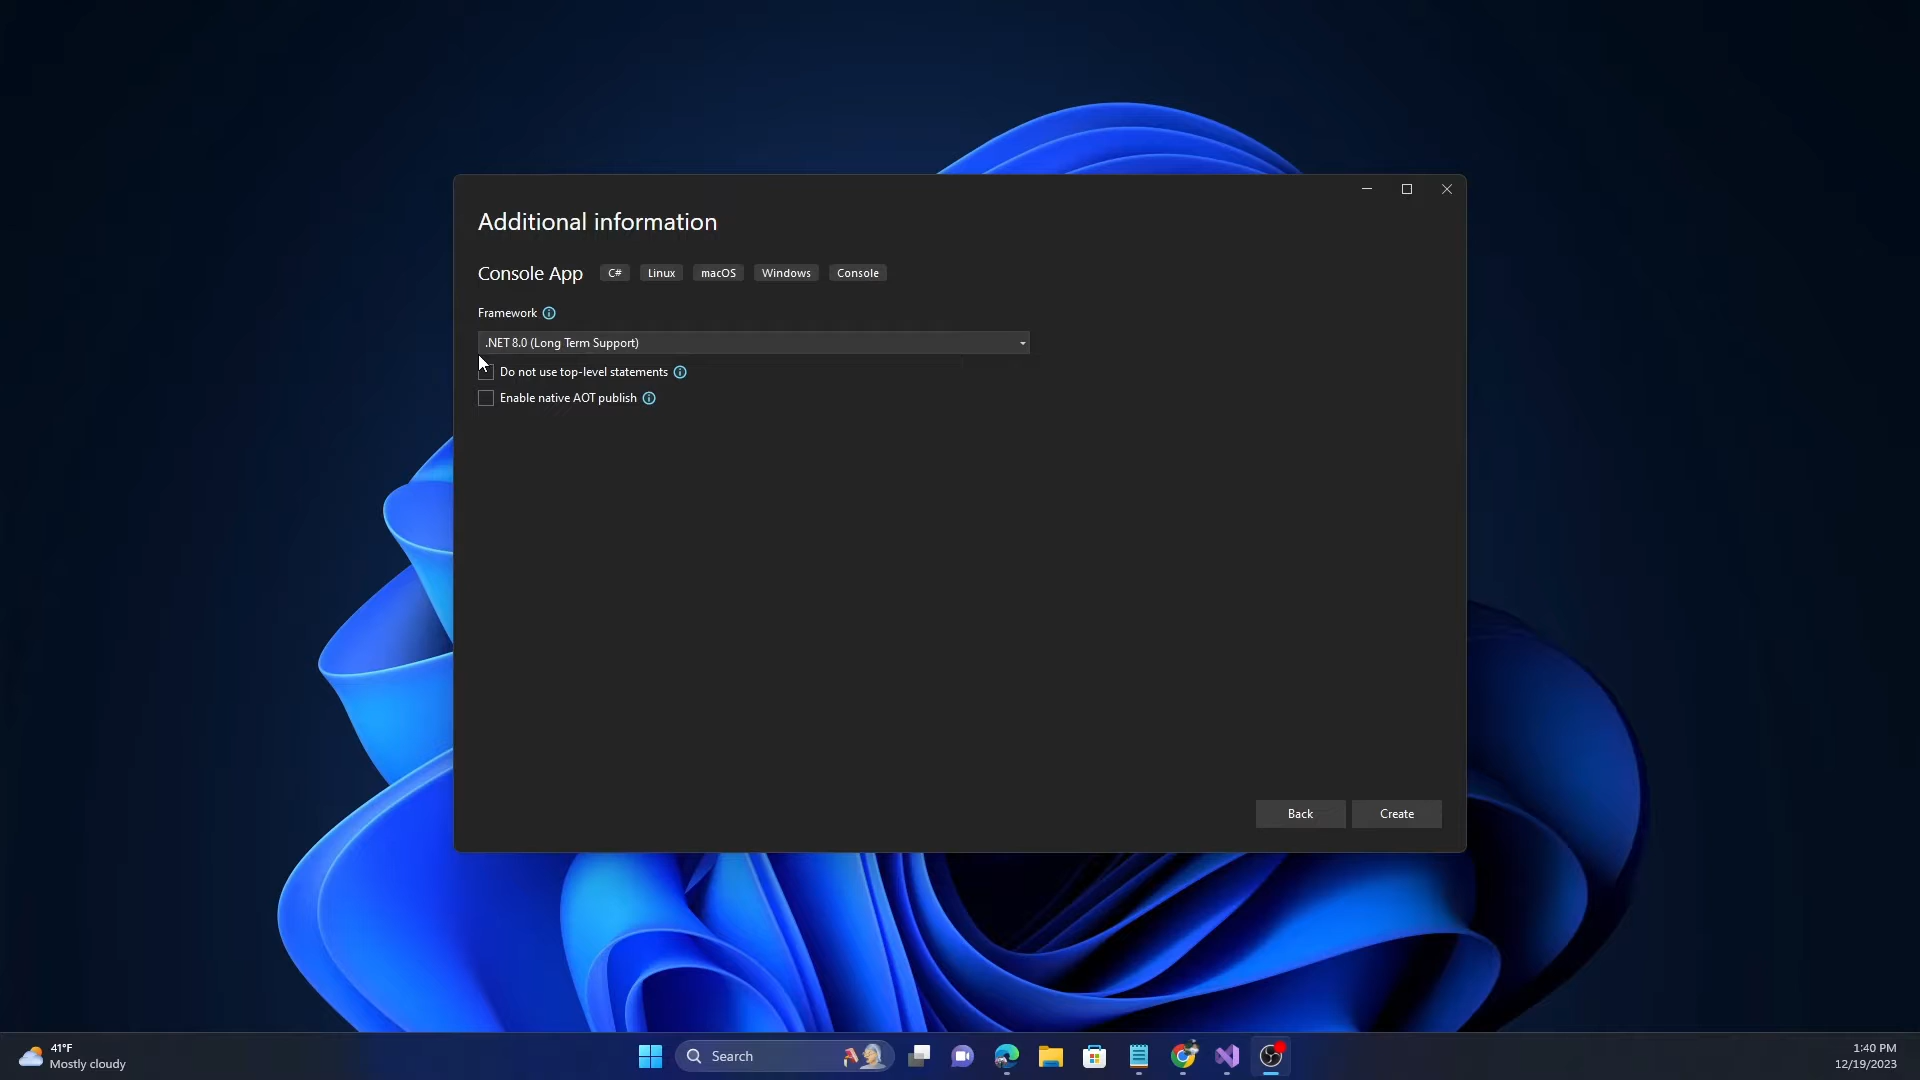 Additional information
Console App C# Linux macOS Windows Console
Framework
.NET 8.0 (Long Term Support)
Do not use top-level statements
Enable native AOT publish
Back Create
41°F
Mostly cloudy
Search
1:40 PM
12/19/2023